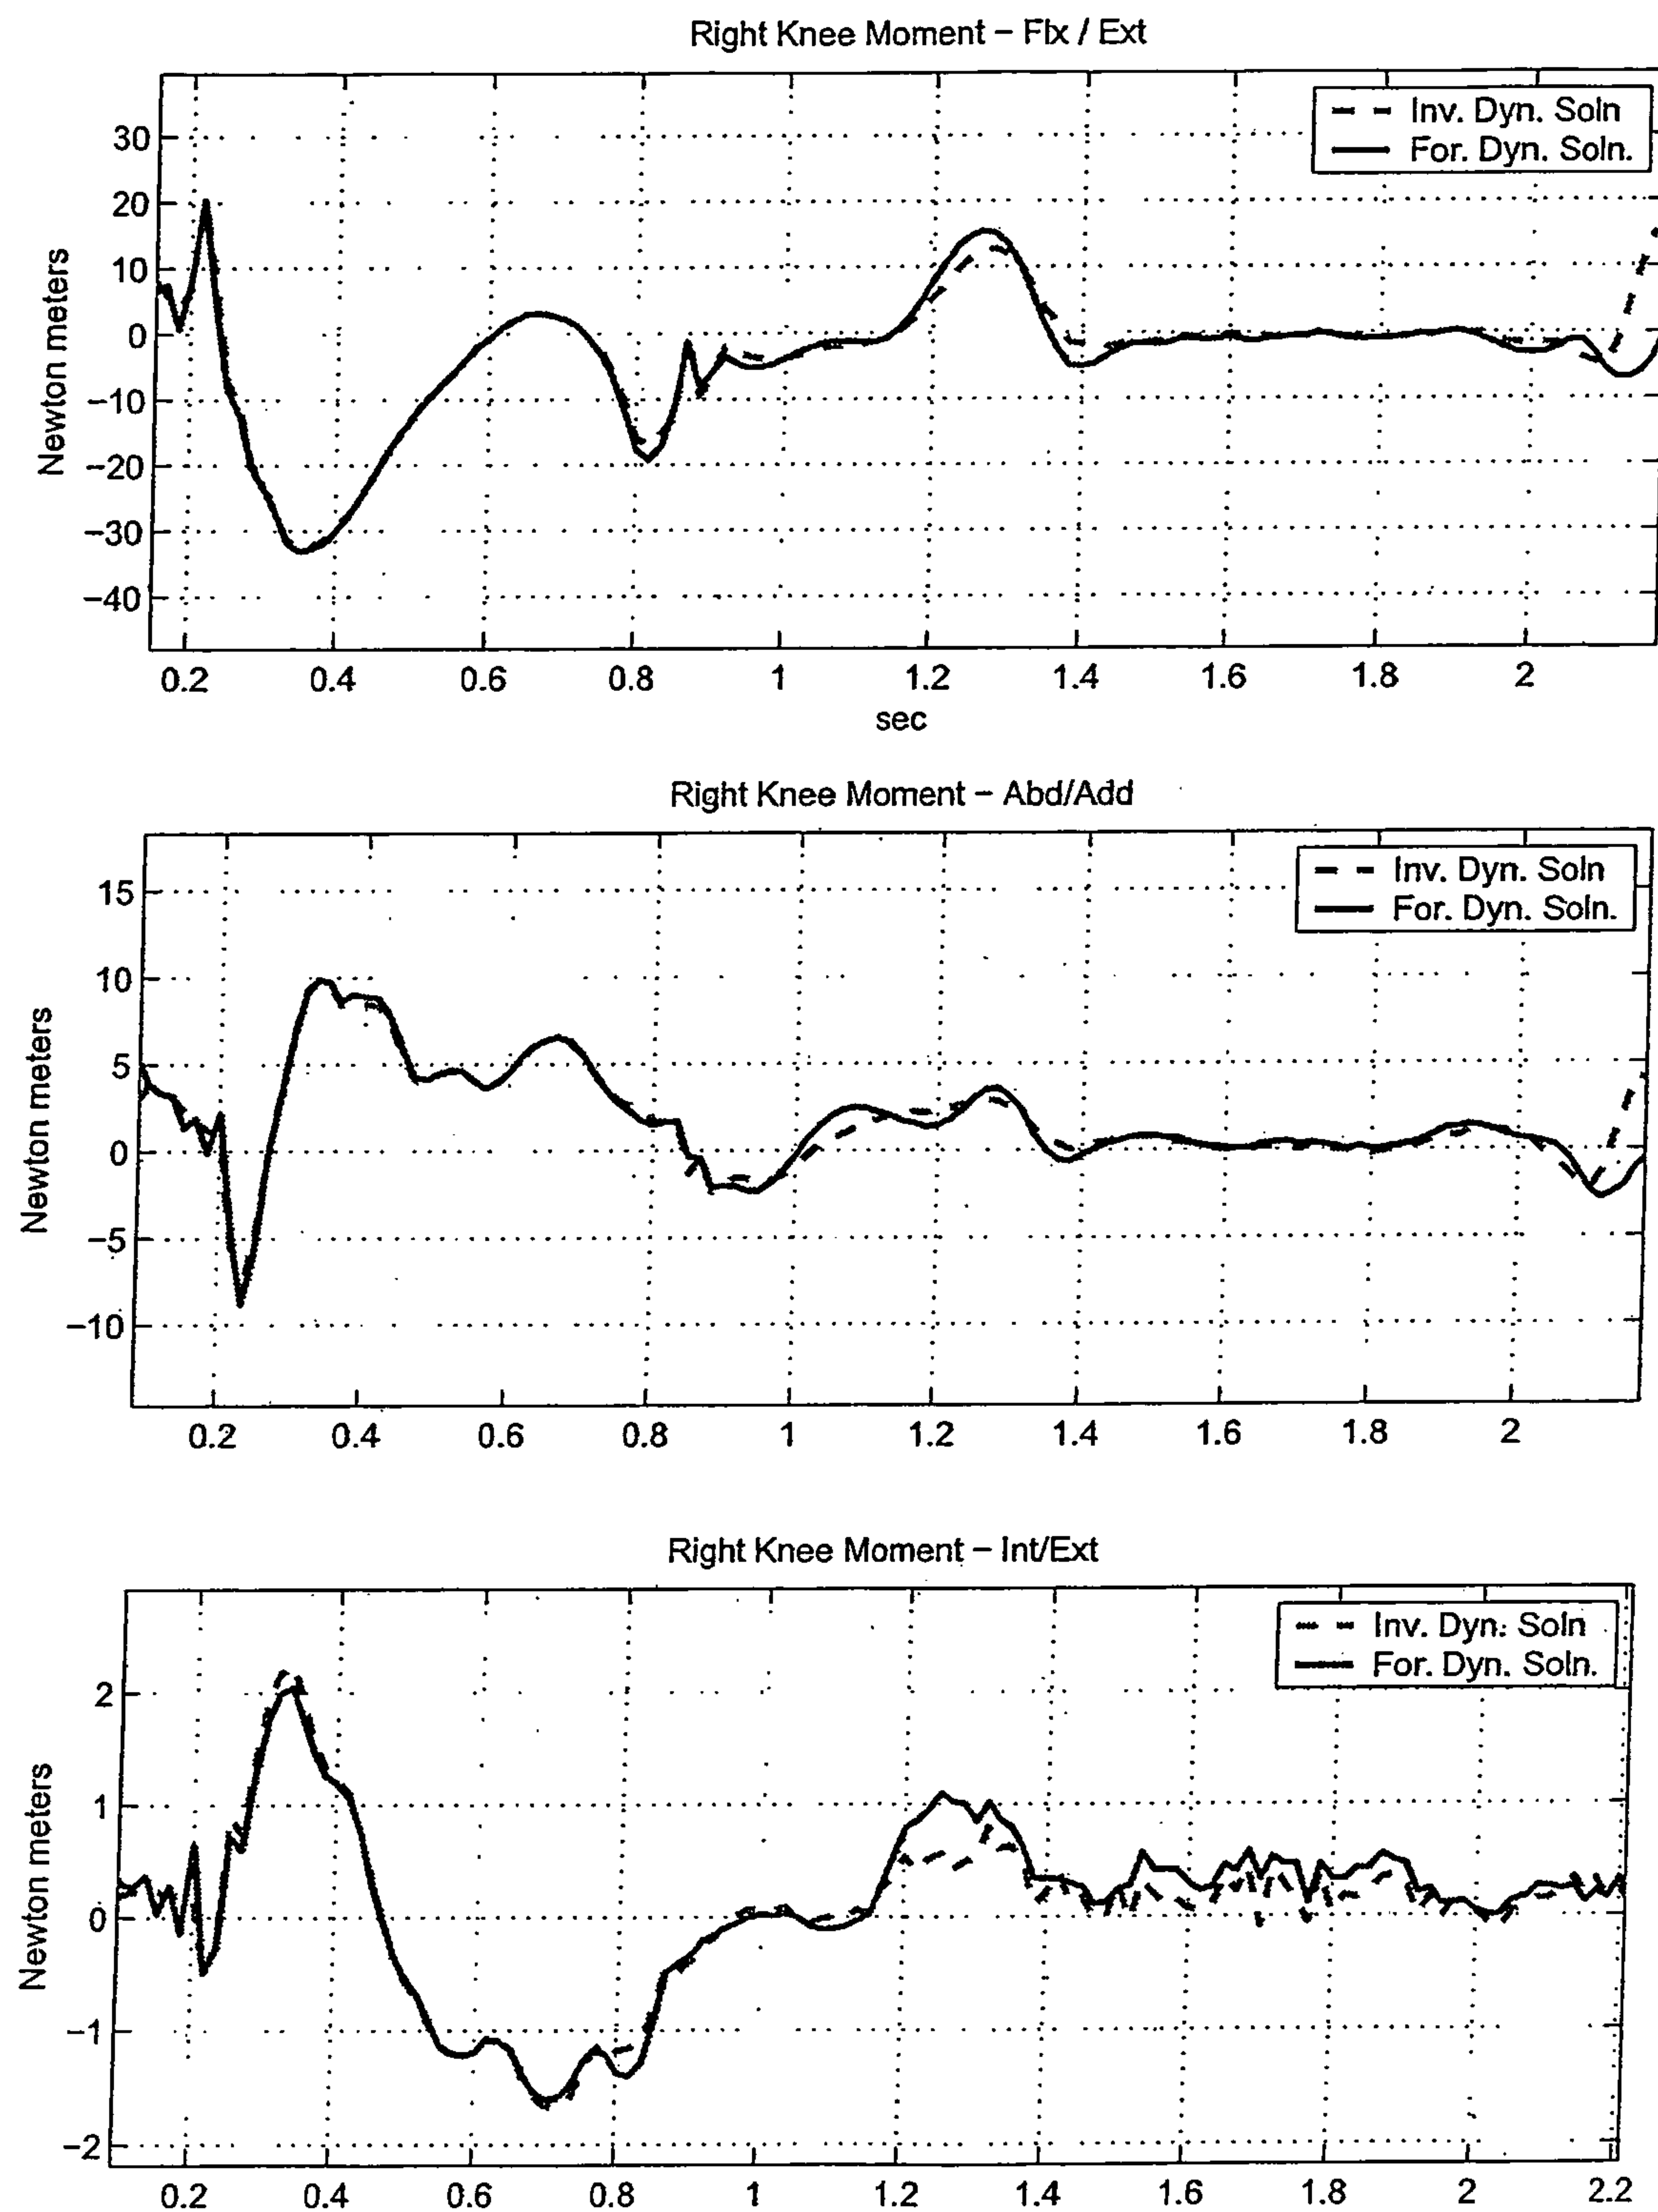 Right Knee Moment – Flx / Ext
Inv. Dyn. Soln
For. Dyn. Soln.
30
20
10
0
−10
−20
−30
−40
Newton meters
0.2 0.4 0.6 0.8 1 1.2 1.4 1.6 1.8 2
sec
Right Knee Moment – Abd/Add
Inv. Dyn. Soln
For. Dyn. Soln.
15
10
5
0
−5
−10
Newton meters
0.2 0.4 0.6 0.8 1 1.2 1.4 1.6 1.8 2
Right Knee Moment – Int/Ext
Inv. Dyn. Soln
For. Dyn. Soln.
2
1
0
−1
−2
Newton meters
0.2 0.4 0.6 0.8 1 1.2 1.4 1.6 1.8 2 2.2